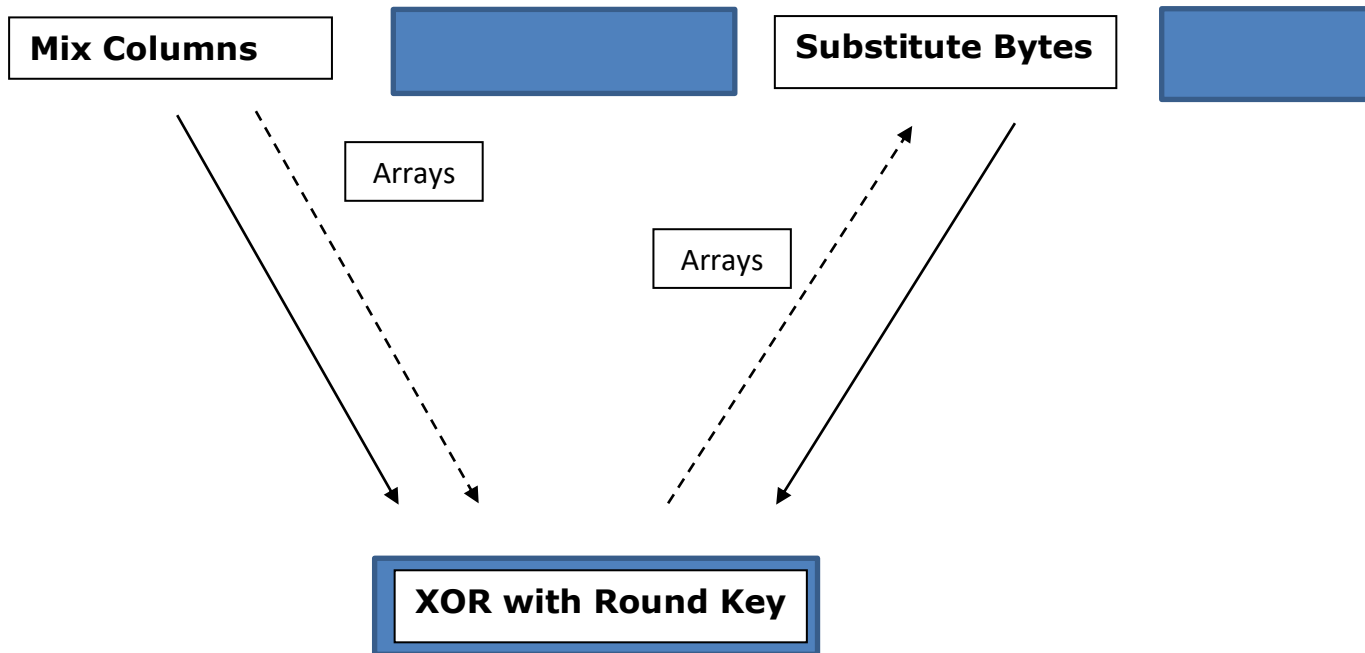 Mix Columns
Substitute Bytes
Arrays
Arrays
XOR with Round Key